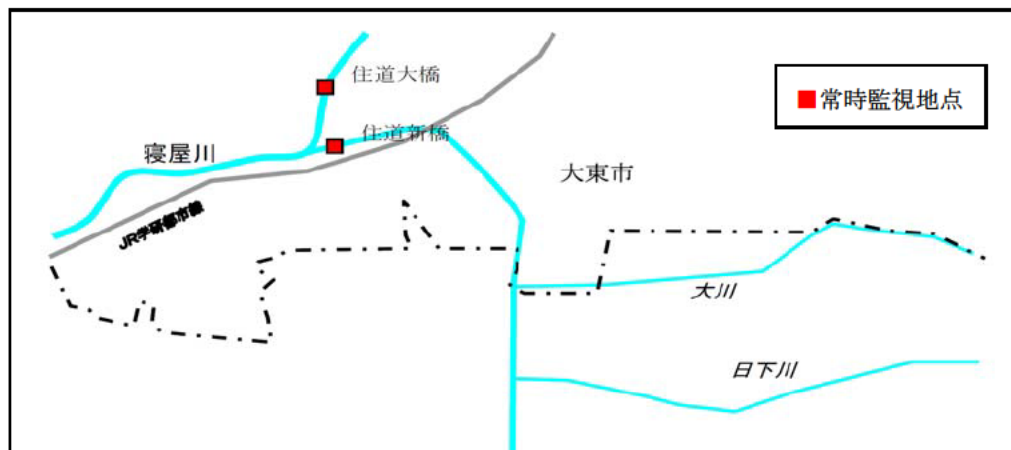 住道大橋
常時監視地点
住道新橋
寝屋川
大東市
JR学研都市線
大川
日下川